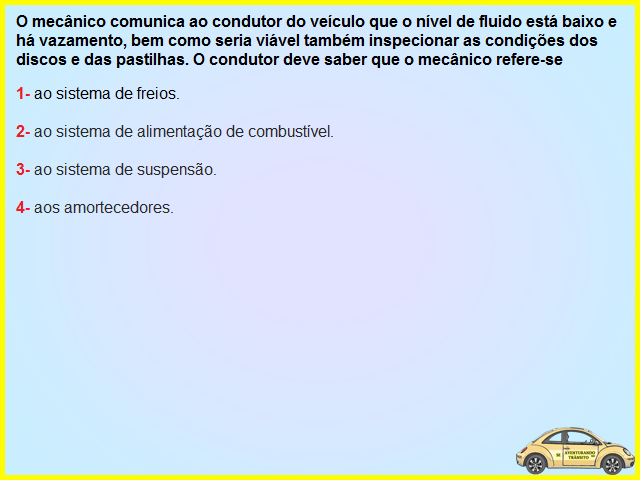 O mecânico comunica ao condutor do veículo que o nível de fluido está baixo e
há vazamento, bem como seria viável também inspecionar as condições dos
discos e das pastilhas. O condutor deve saber que o mecânico refere-se
1- ao sistema de freios.
2- ao sistema de alimentação de combustível.
3- ao sistema de suspensão.
4- aos amortecedores.
AVENTURANDO
TRÂNSITO